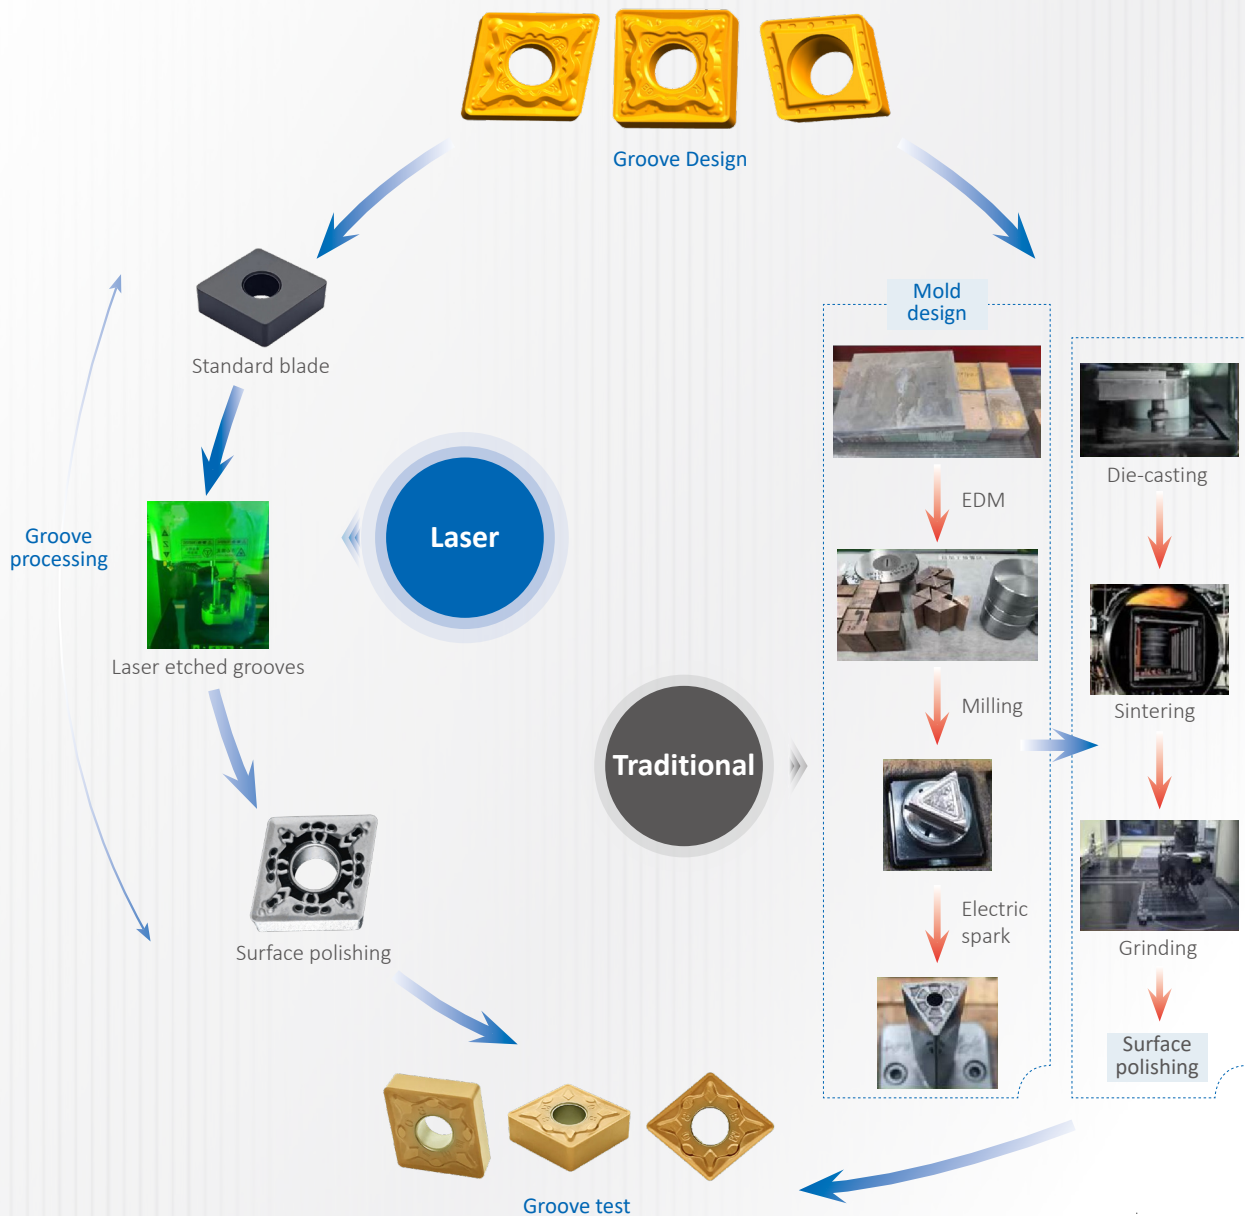 Groove Design
Standard blade
Groove
processing
Laser etched grooves
Surface polishing
Laser
Traditional
Mold
design
EDM
Milling
Electric
spark
Die-casting
Sintering
Grinding
Surface
polishing
Groove test